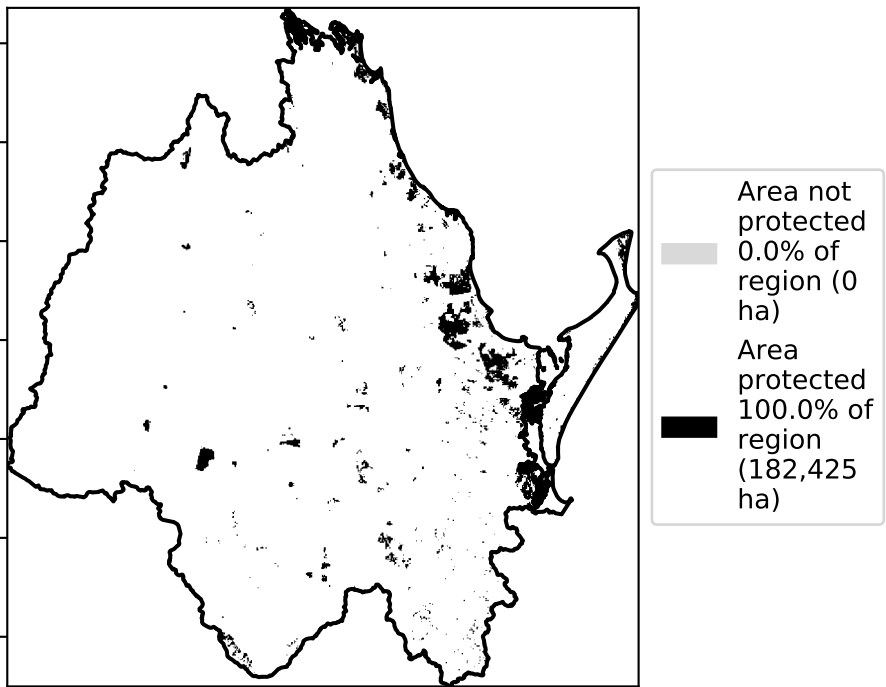 Area not
protected
0.0% of
region (0
ha)
Area
protected
100.0% of
region
(182,425
ha)